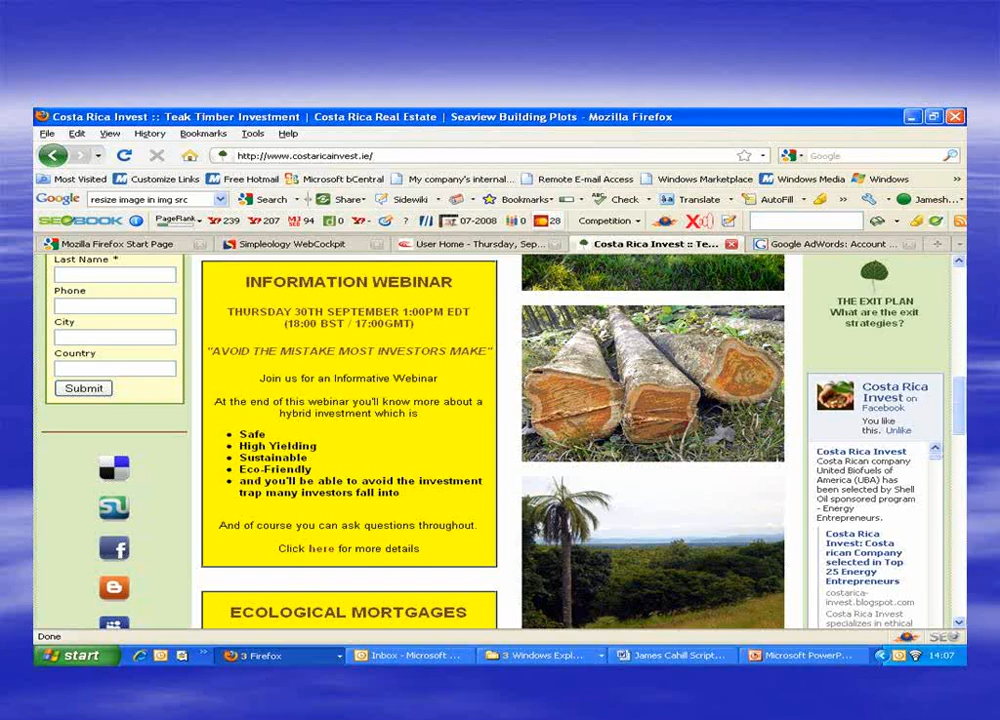 Costa Rica Invest :: Teak Timber Investment | Costa Rica Real Estate | Seaview Building Plots - Mozilla Firefox
File Edit View History Bookmarks Tools Help
http://www.costaricainvest.ie/
Google
Most Visited Customize Links Free Hotmail Microsoft bCentral My company's internal... Remote E-mail Access Windows Marketplace Windows Media Windows »
Google resize image in img src Search Share Sidewiki Bookmarks Check Translate AutoFill » Jamesh...
SEOBOOK PageRank 239 207 94 0 ? 07-2008 0 28 Competition
Mozilla Firefox Start Page Simpleology WebCockpit User Home - Thursday, Sep... Costa Rica Invest :: Te... Google AdWords: Account ...
Last Name *
Phone
City
Country
Submit
INFORMATION WEBINAR
THURSDAY 30TH SEPTEMBER 1:00PM EDT
(18:00 BST / 17:00GMT)
"AVOID THE MISTAKE MOST INVESTORS MAKE"
Join us for an Informative Webinar
At the end of this webinar you'll know more about a
hybrid investment which is
Safe
High Yielding
Sustainable
Eco-Friendly
and you'll be able to avoid the investment
trap many investors fall into
And of course you can ask questions throughout.
Click here for more details
ECOLOGICAL MORTGAGES
THE EXIT PLAN
What are the exit
strategies?
Costa Rica
Invest on
Facebook
You like
this. Unlike
Costa Rica Invest
Costa Rican company
United Biofuels of
America (UBA) has
been selected by Shell
Oil sponsored program
- Energy
Entrepreneurs.
Costa Rica
Invest: Costa
rican Company
selected in Top
25 Energy
Entrepreneurs
costarica-
invest.blogspot.com
Costa Rica Invest
specializes in ethical
Done
start » 3 Firefox Inbox - Microsoft ... 3 Windows Expl... James Cahill Script... Microsoft PowerP... 14:07